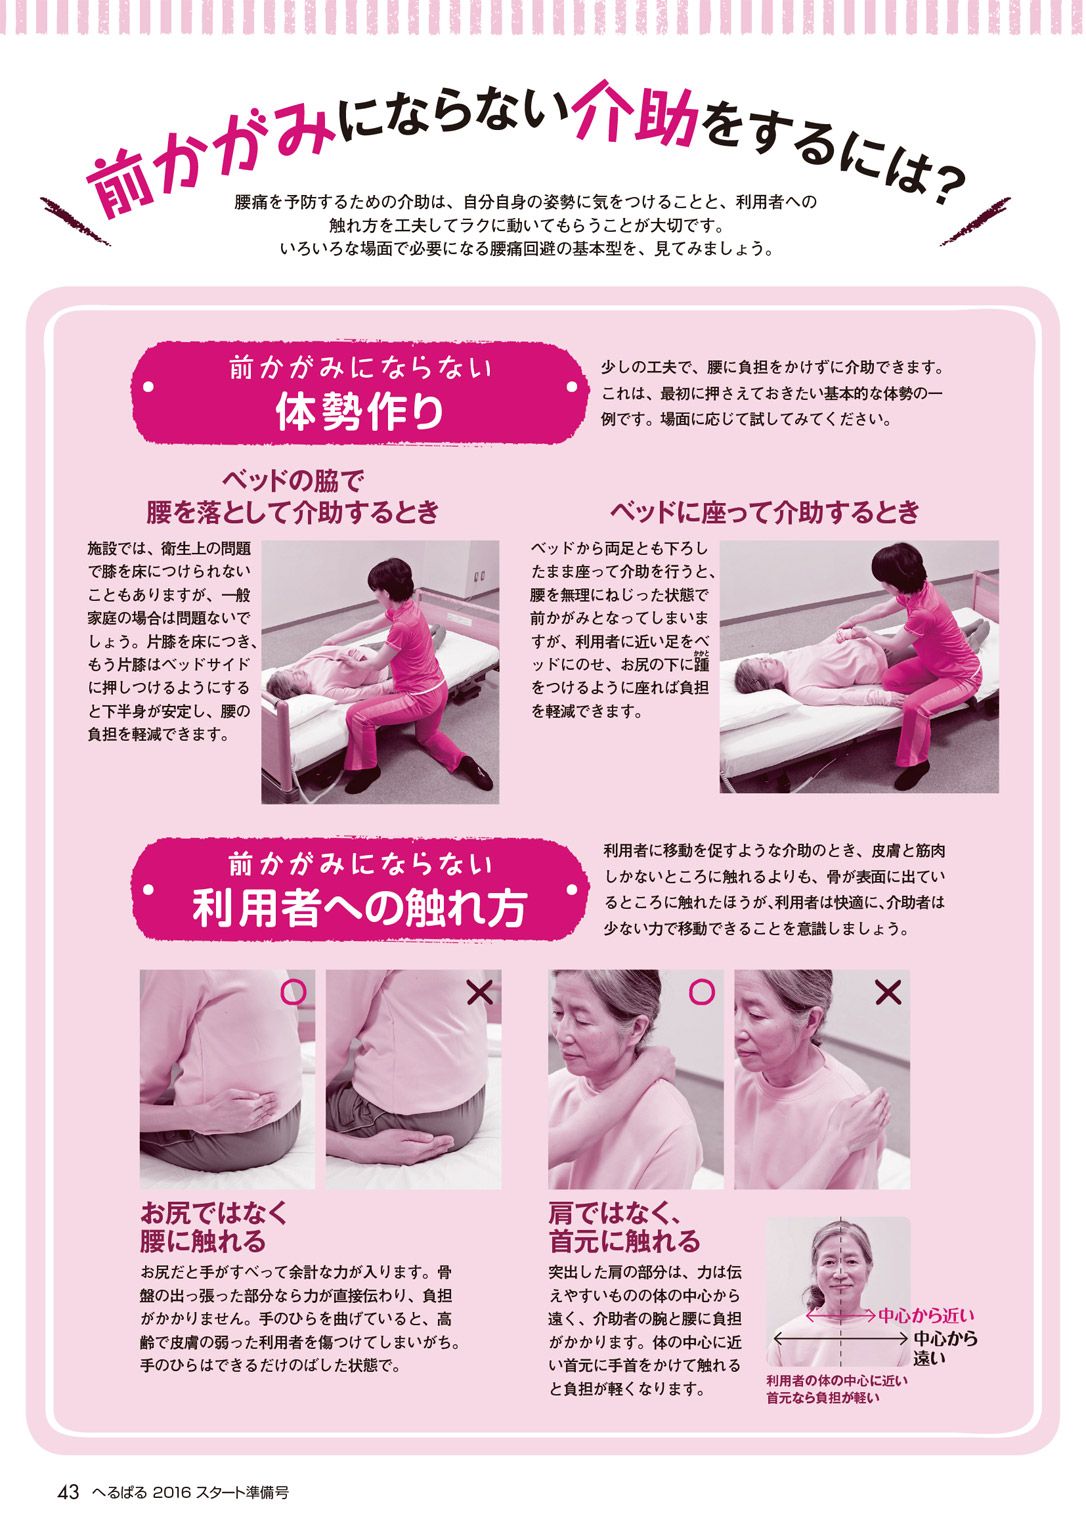 前かがみにならない介助をするには？
腰痛を予防するための介助は、自分自身の姿勢に気をつけることと、利用者への
触れ方を工夫してラクに動いてもらうことが大切です。
いろいろな場面で必要になる腰痛回避の基本型を、見てみましょう。
前かがみにならない
体勢作り
少しの工夫で、腰に負担をかけずに介助できます。
これは、最初に押さえておきたい基本的な体勢の一
例です。場面に応じて試してみてください。
ベッドの脇で
腰を落として介助するとき
施設では、衛生上の問題
で膝を床につけられない
こともありますが、一般
家庭の場合は問題ないで
しょう。片膝を床につき、
もう片膝はベッドサイド
に押しつけるようにする
と下半身が安定し、腰の
負担を軽減できます。
ベッドに座って介助するとき
ベッドから両足とも下ろし
たまま座って介助を行うと、
腰を無理にねじった状態で
前かがみとなってしまいま
すが、利用者に近い足をベ
ッドにのせ、お尻の下に踵
かかと
をつけるように座れば負担
を軽減できます。
前かがみにならない
利用者への触れ方
利用者に移動を促すような介助のとき、皮膚と筋肉
しかないところに触れるよりも、骨が表面に出てい
るところに触れたほうが、利用者は快適に、介助者は
少ない力で移動できることを意識しましょう。
○
×
○
×
お尻ではなく
腰に触れる
お尻だと手がすべって余計な力が入ります。骨
盤の出っ張った部分なら力が直接伝わり、負担
がかかりません。手のひらを曲げていると、高
齢で皮膚の弱った利用者を傷つけてしまいがち。
手のひらはできるだけのばした状態で。
肩ではなく、
首元に触れる
突出した肩の部分は、力は伝
えやすいものの体の中心から
遠く、介助者の腕と腰に負担
がかかります。体の中心に近
い首元に手首をかけて触れる
と負担が軽くなります。
中心から近い
中心から
遠い
利用者の体の中心に近い
首元なら負担が軽い
43 へるぱる 2016 スタート準備号